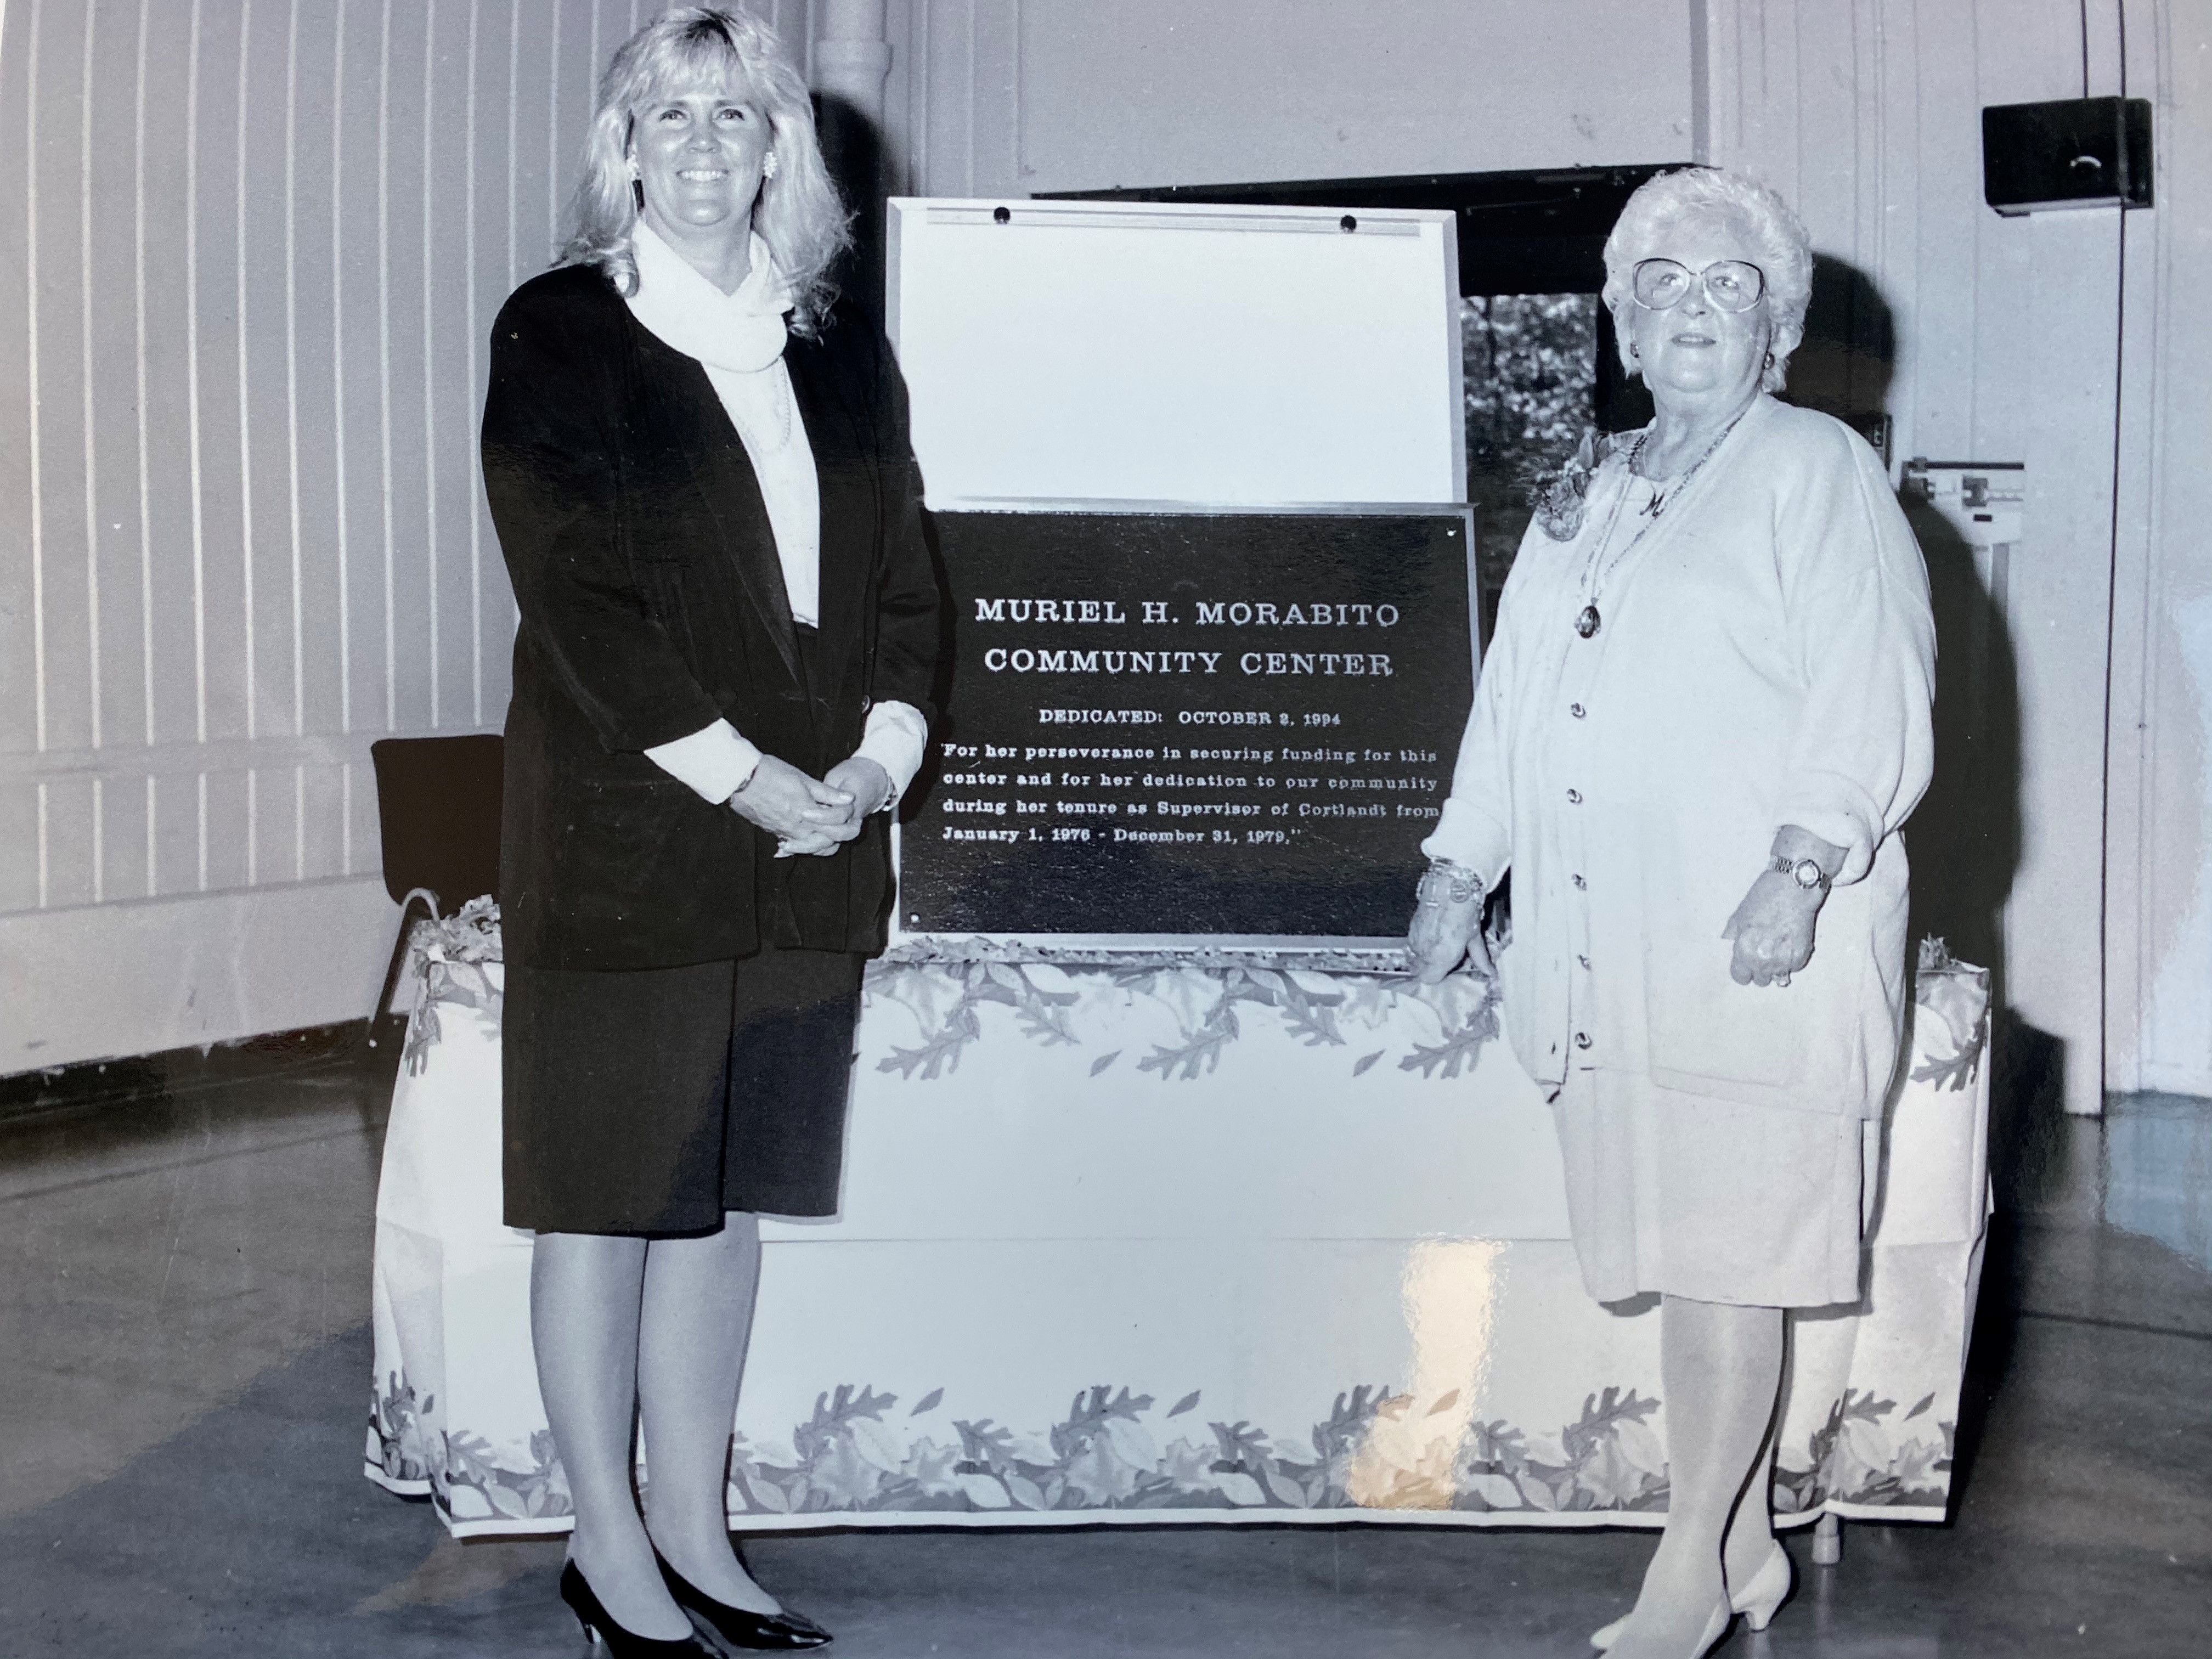 MURIEL H. MORABITO
COMMUNITY CENTER
DEDICATED: OCTOBER 2, 1994
"For her perseverance in securing funding for this
center and for her dedication to our community
during her tenure as Supervisor of Cortlandt from
January 1, 1976 - December 31, 1979."
M